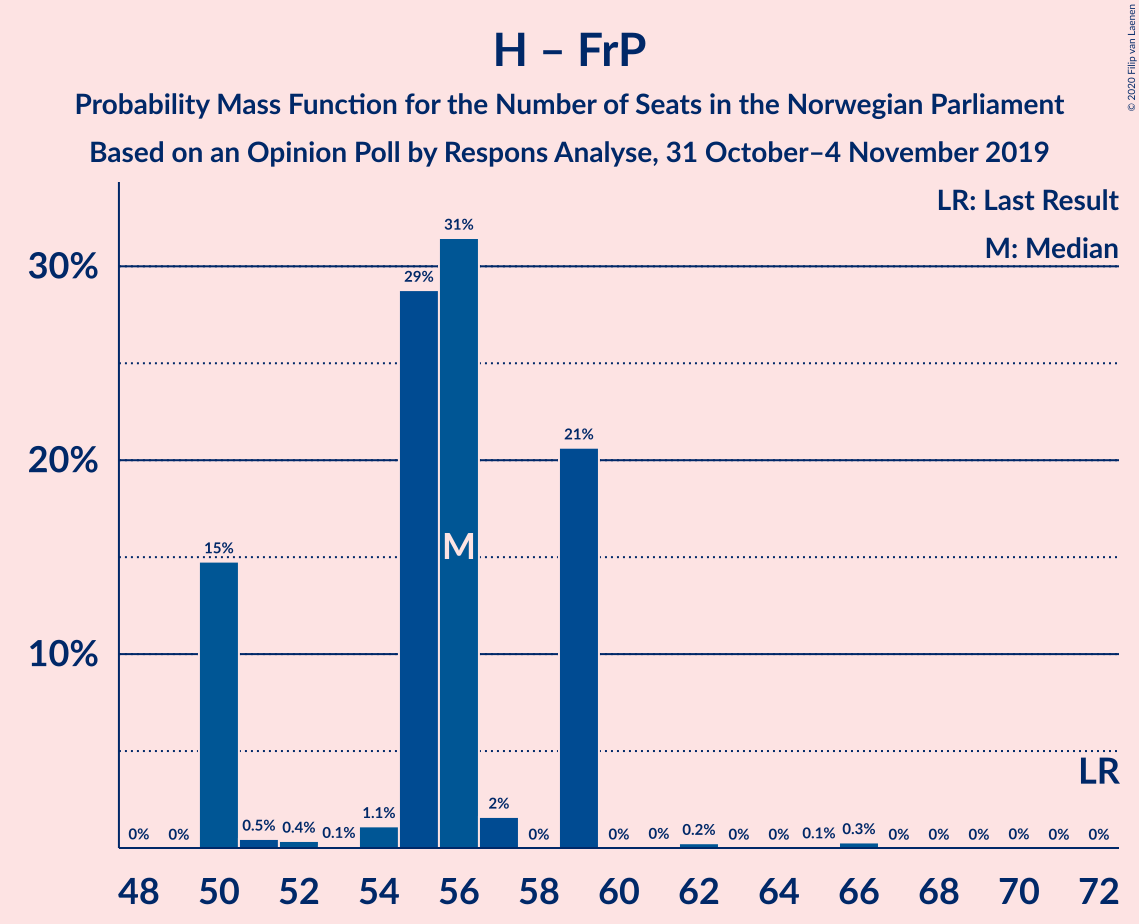 © 2020 Filip van Laenen
H – FrP
Probability Mass Function for the Number of Seats in the Norwegian Parliament
Based on an Opinion Poll by Respons Analyse, 31 October–4 November 2019
LR: Last Result
M: Median
30%
20%
10%
0% 0% 15% 0.5% 0.4% 0.1% 1.1% 29% 31% 2% 0% 21% 0% 0% 0.2% 0% 0% 0.1% 0.3% 0% 0% 0% 0% 0% 0%
M
LR
48 50 52 54 56 58 60 62 64 66 68 70 72